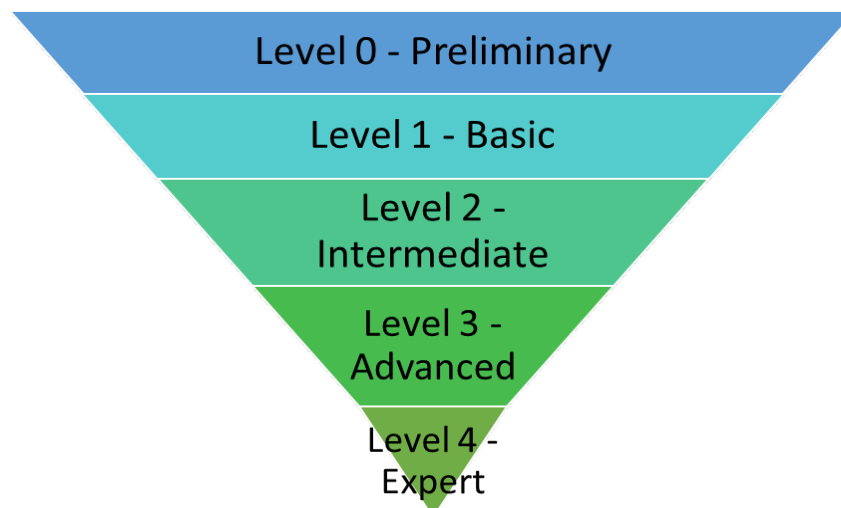 Level 0 - Preliminary
Level 1 - Basic
Level 2 -
Intermediate
Level 3 -
Advanced
Level 4 -
Expert